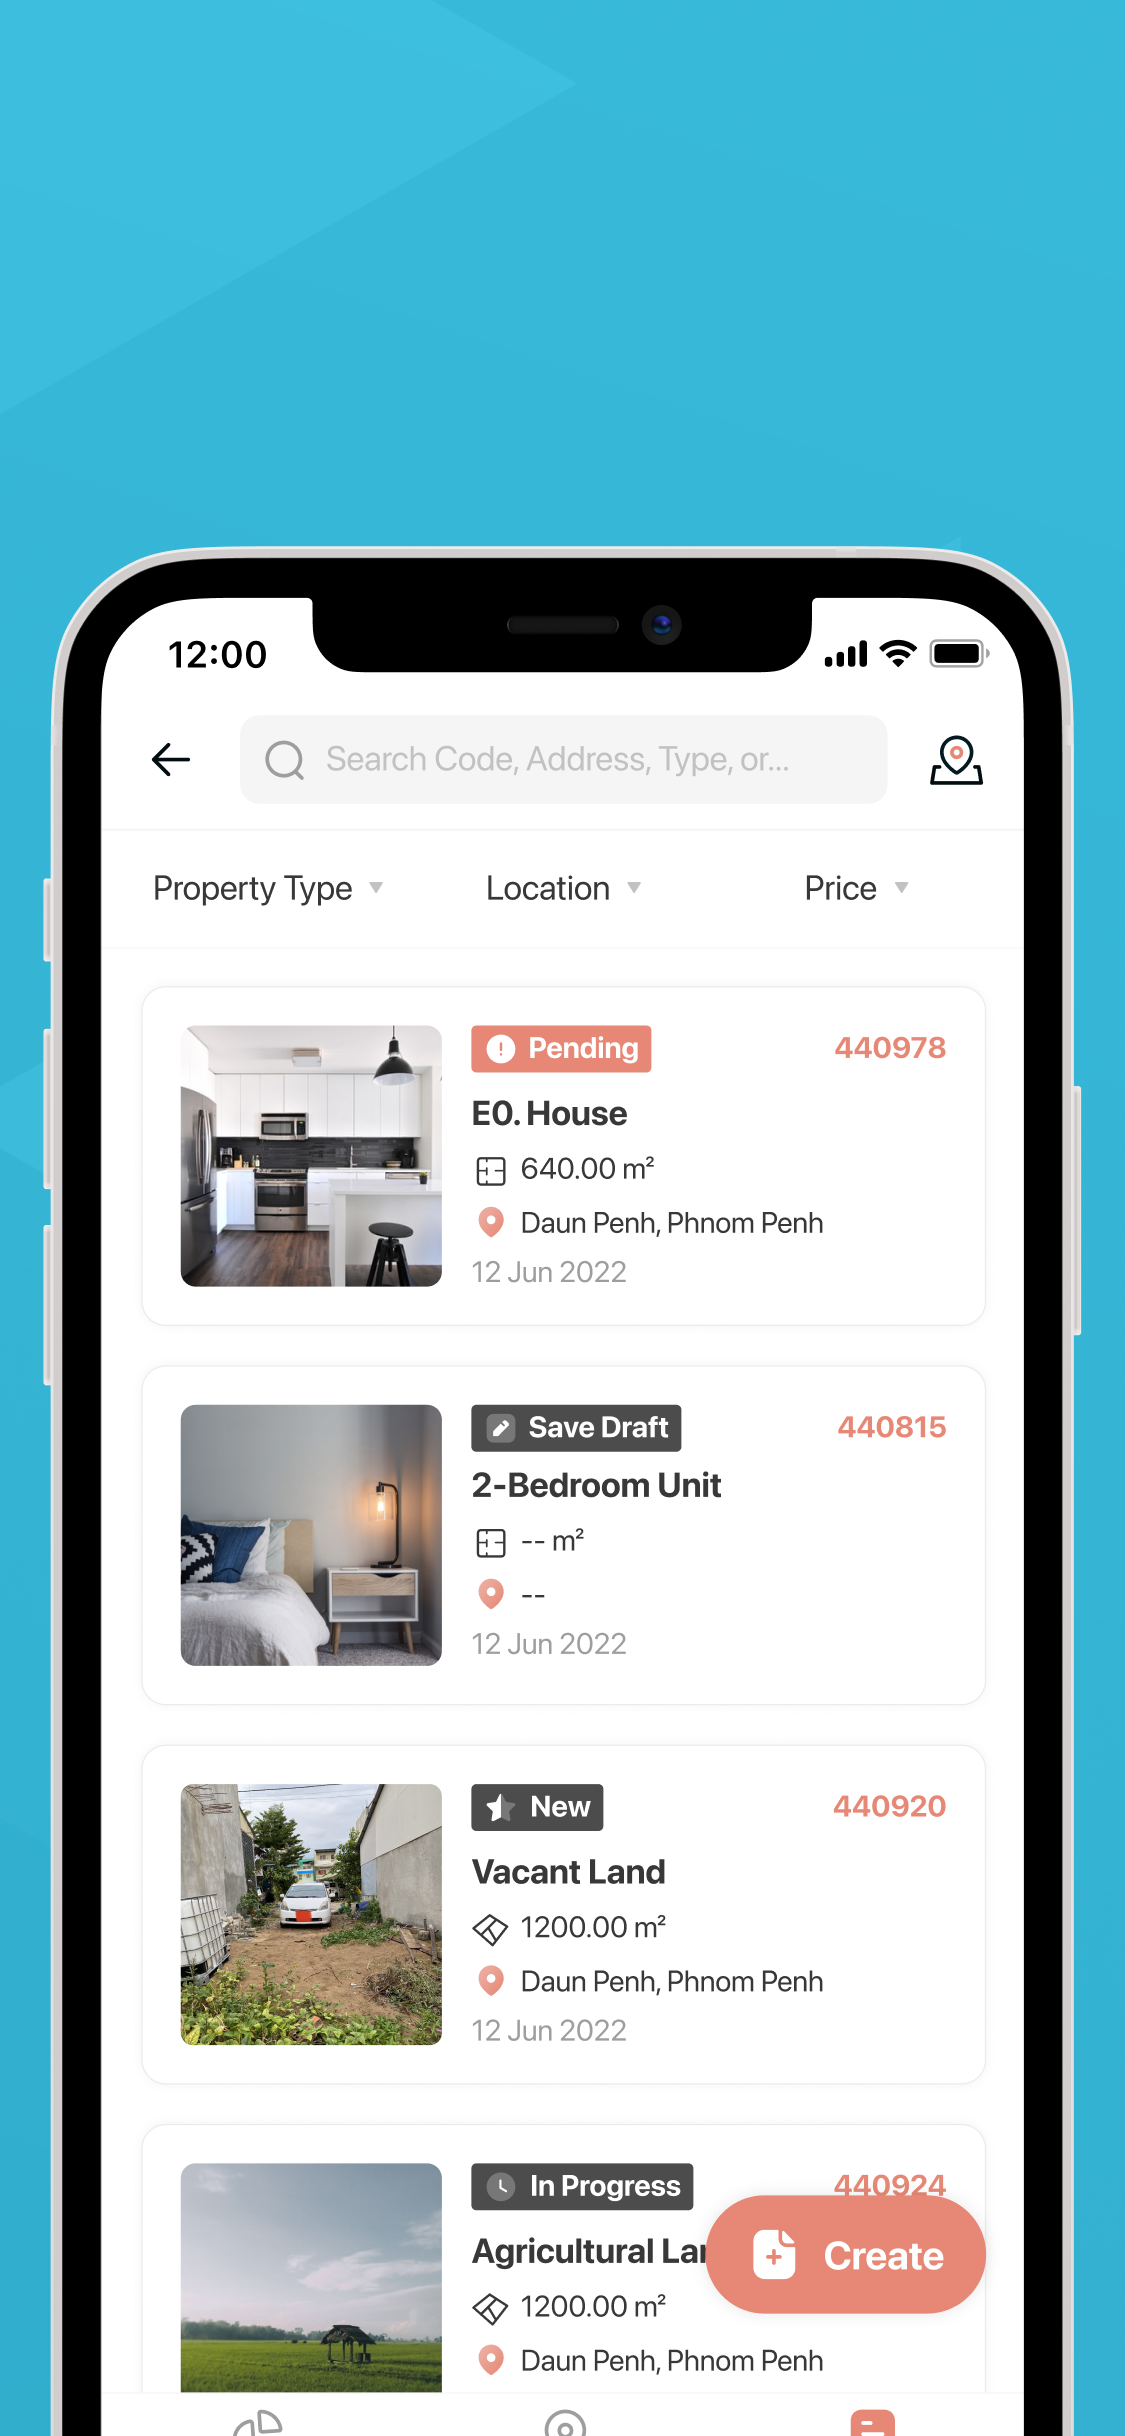 12:00
Search Code, Address, Type, or...
Property Type
Location
Price
Pending
440978
E0. House
640.00 m²
Daun Penh, Phnom Penh
12 Jun 2022
Save Draft
440815
2-Bedroom Unit
-- m²
--
12 Jun 2022
New
440920
Vacant Land
1200.00 m²
Daun Penh, Phnom Penh
12 Jun 2022
In Progress
440924
Agricultural
Create
1200.00 m²
Daun Penh, Phnom Penh